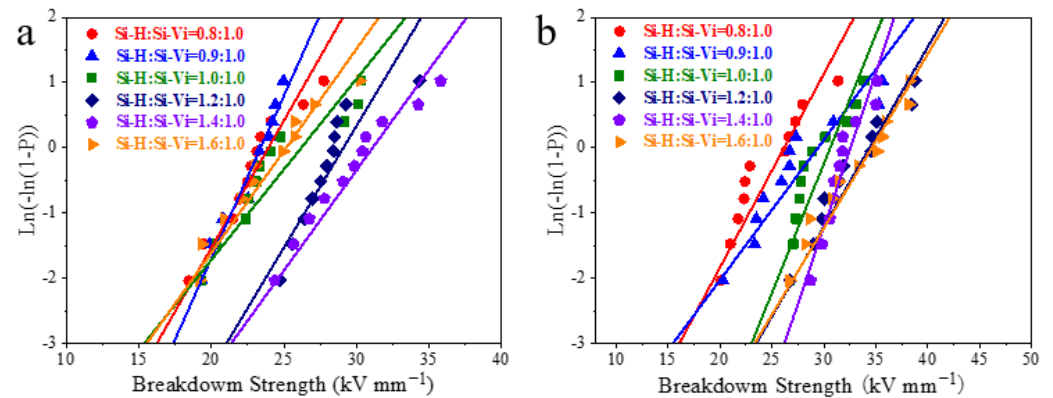 a
Si-H:Si-Vi=0.8:1.0
Si-H:Si-Vi=0.9:1.0
Si-H:Si-Vi=1.0:1.0
Si-H:Si-Vi=1.2:1.0
Si-H:Si-Vi=1.4:1.0
Si-H:Si-Vi=1.6:1.0
Ln(-ln(1-P))
2
1
0
-1
-2
-3
10
15
20
25
30
35
40
Breakdowm Strength (kV mm⁻¹)
b
Si-H:Si-Vi=0.8:1.0
Si-H:Si-Vi=0.9:1.0
Si-H:Si-Vi=1.0:1.0
Si-H:Si-Vi=1.2:1.0
Si-H:Si-Vi=1.4:1.0
Si-H:Si-Vi=1.6:1.0
Ln(-ln(1-P))
2
1
0
-1
-2
-3
10
15
20
25
30
35
40
45
50
Breakdowm Strength（kV mm⁻¹）